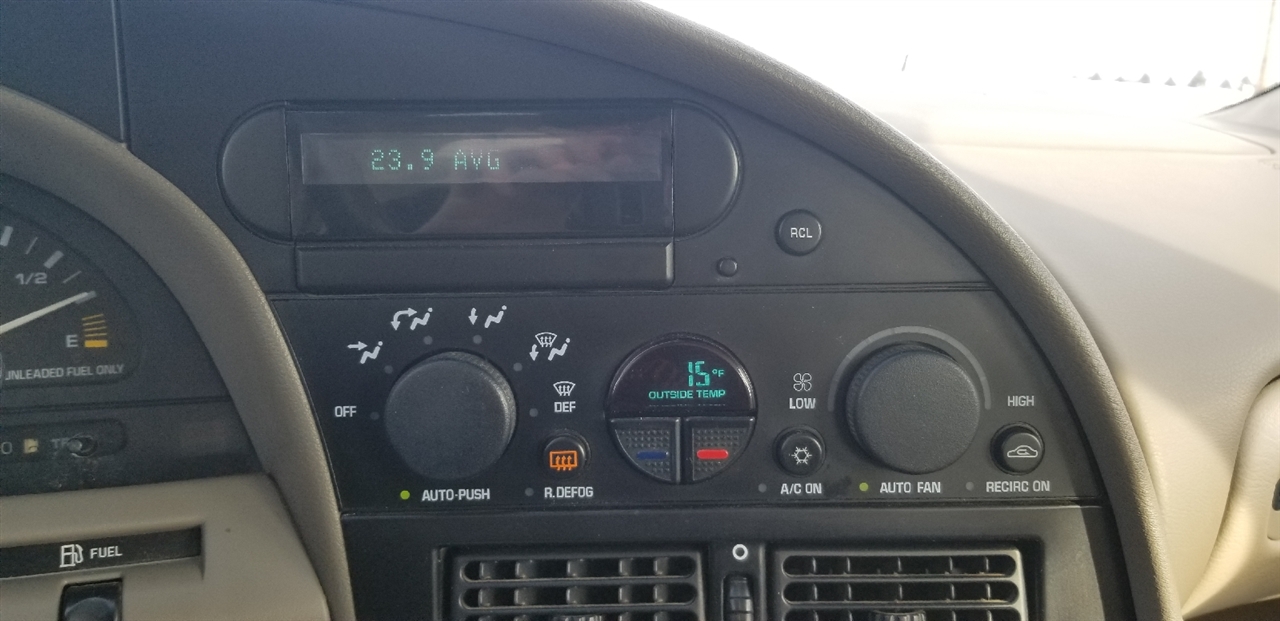 23.9 AVG
RCL
1/2
E
UNLEADED FUEL ONLY
15°F
OUTSIDE TEMP
OFF
DEF
LOW
HIGH
AUTO-PUSH
R.DEFOG
A/C ON
AUTO FAN
RECIRC ON
FUEL